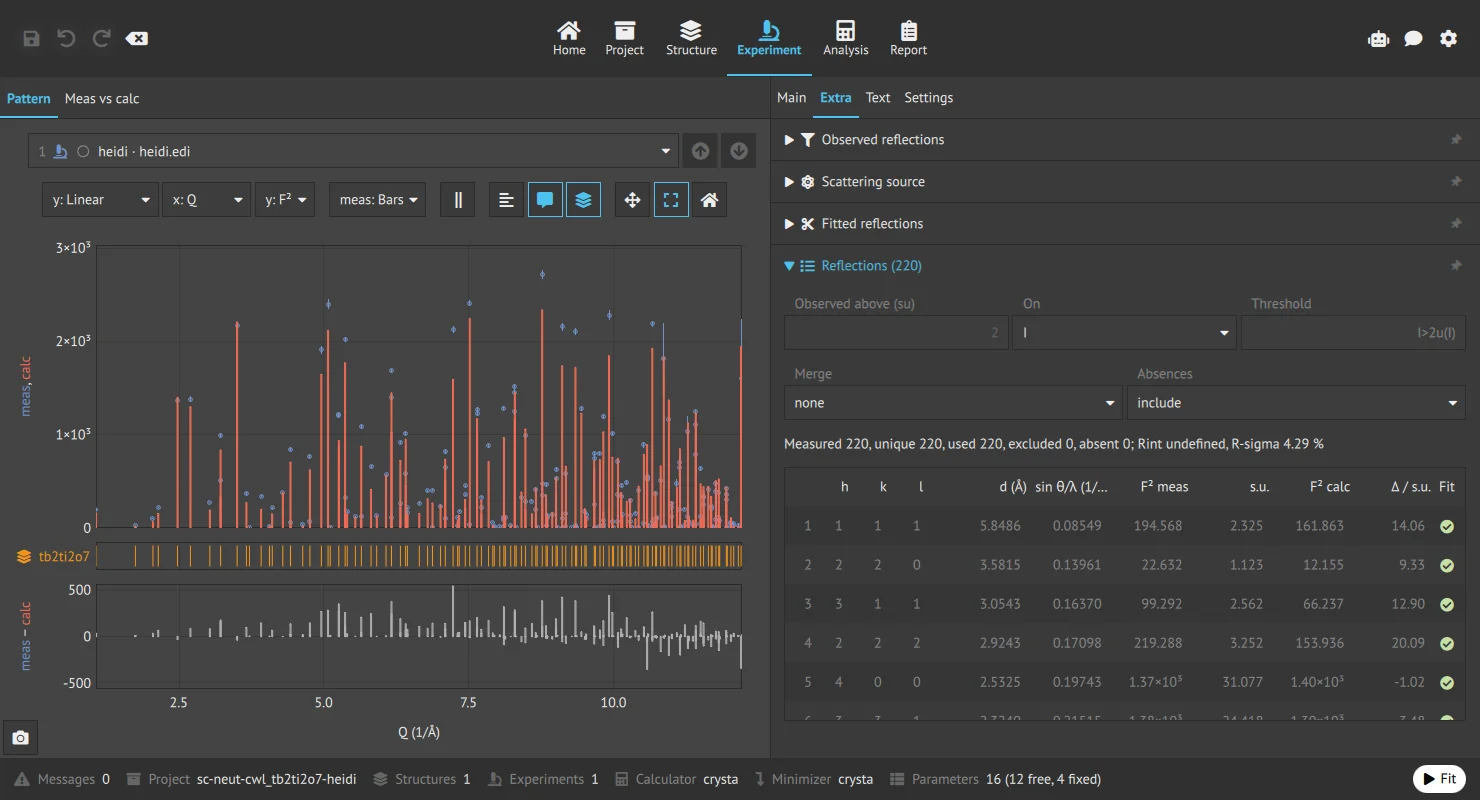 Home
Project
Structure
Experiment
Analysis
Report
Pattern
Meas vs calc
Main
Extra
Text
Settings
1 heidi · heidi.edi
y: Linear
x: Q
y: F²
meas: Bars
3×10³
2×10³
1×10³
0
meas, calc
tb2ti2o7
500
0
-500
meas – calc
2.5 5.0 7.5 10.0
Q (1/Å)
Observed reflections
Scattering source
Fitted reflections
Reflections (220)
Observed above (su) On Threshold
2 I I>2u(I)
Merge Absences
none include
Measured 220, unique 220, used 220, excluded 0, absent 0; Rint undefined, R-sigma 4.29 %
h k l d (Å) sin θ/λ (1/... F² meas s.u. F² calc Δ / s.u. Fit
1 1 1 1 5.8486 0.08549 194.568 2.325 161.863 14.06
2 2 2 0 3.5815 0.13961 22.632 1.123 12.155 9.33
3 3 1 1 3.0543 0.16370 99.292 2.562 66.237 12.90
4 2 2 2 2.9243 0.17098 219.288 3.252 153.936 20.09
5 4 0 0 2.5325 0.19743 1.37×10³ 31.077 1.40×10³ -1.02
Messages 0
Project sc-neut-cwl_tb2ti2o7-heidi
Structures 1
Experiments 1
Calculator crysta
Minimizer crysta
Parameters 16 (12 free, 4 fixed)
Fit